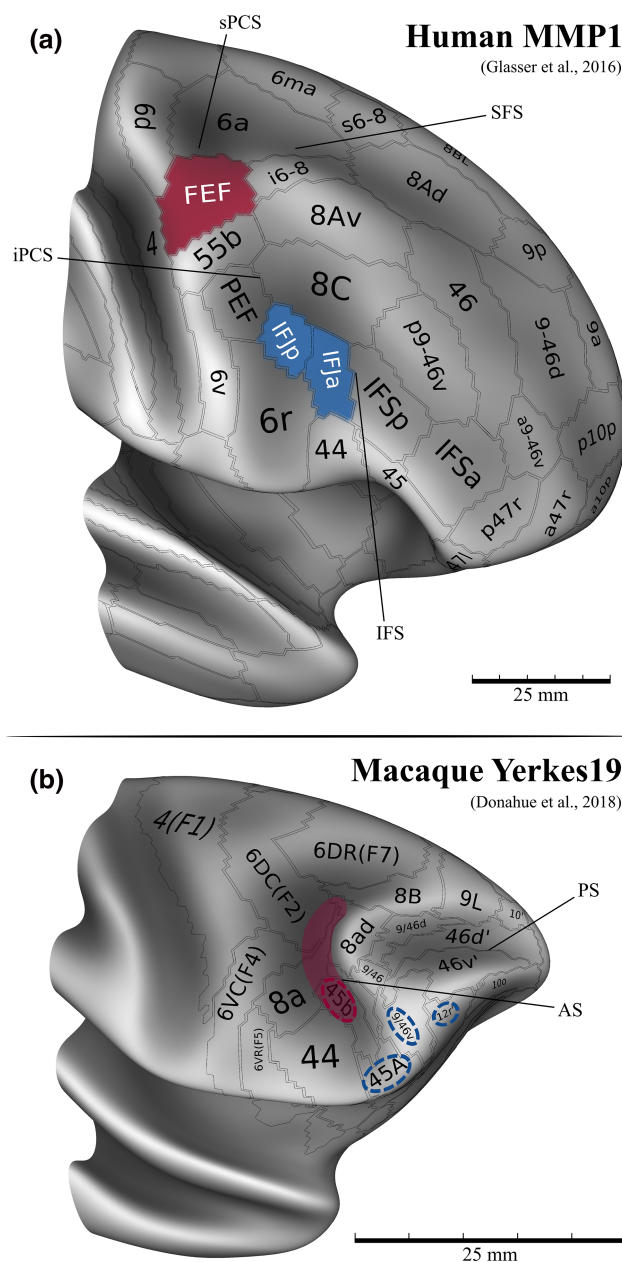 (a)
Human MMP1
(Glasser et al., 2016)
sPCS
SFS
6ma
p9
6a
s6-8
8BL
FEF
i6-8
8Ad
4
55b
8Av
9p
iPCS
PEF
8C
46
IFJp
IFJa
p9-46v
9-46d
9a
6v
6r
IFSp
44
45
IFSa
a9-46v
p10p
p47r
a47r
a10p
47l
IFS
25 mm
(b)
Macaque Yerkes19
(Donahue et al., 2018)
4(F1)
6DR(F7)
6DC(F2)
8B
9L
PS
10'
8ad
9/46d
46d'
46v'
9/46
10o
6VC(F4)
8a
45b
AS
9/46v
12r
6VR(F5)
44
45A
25 mm